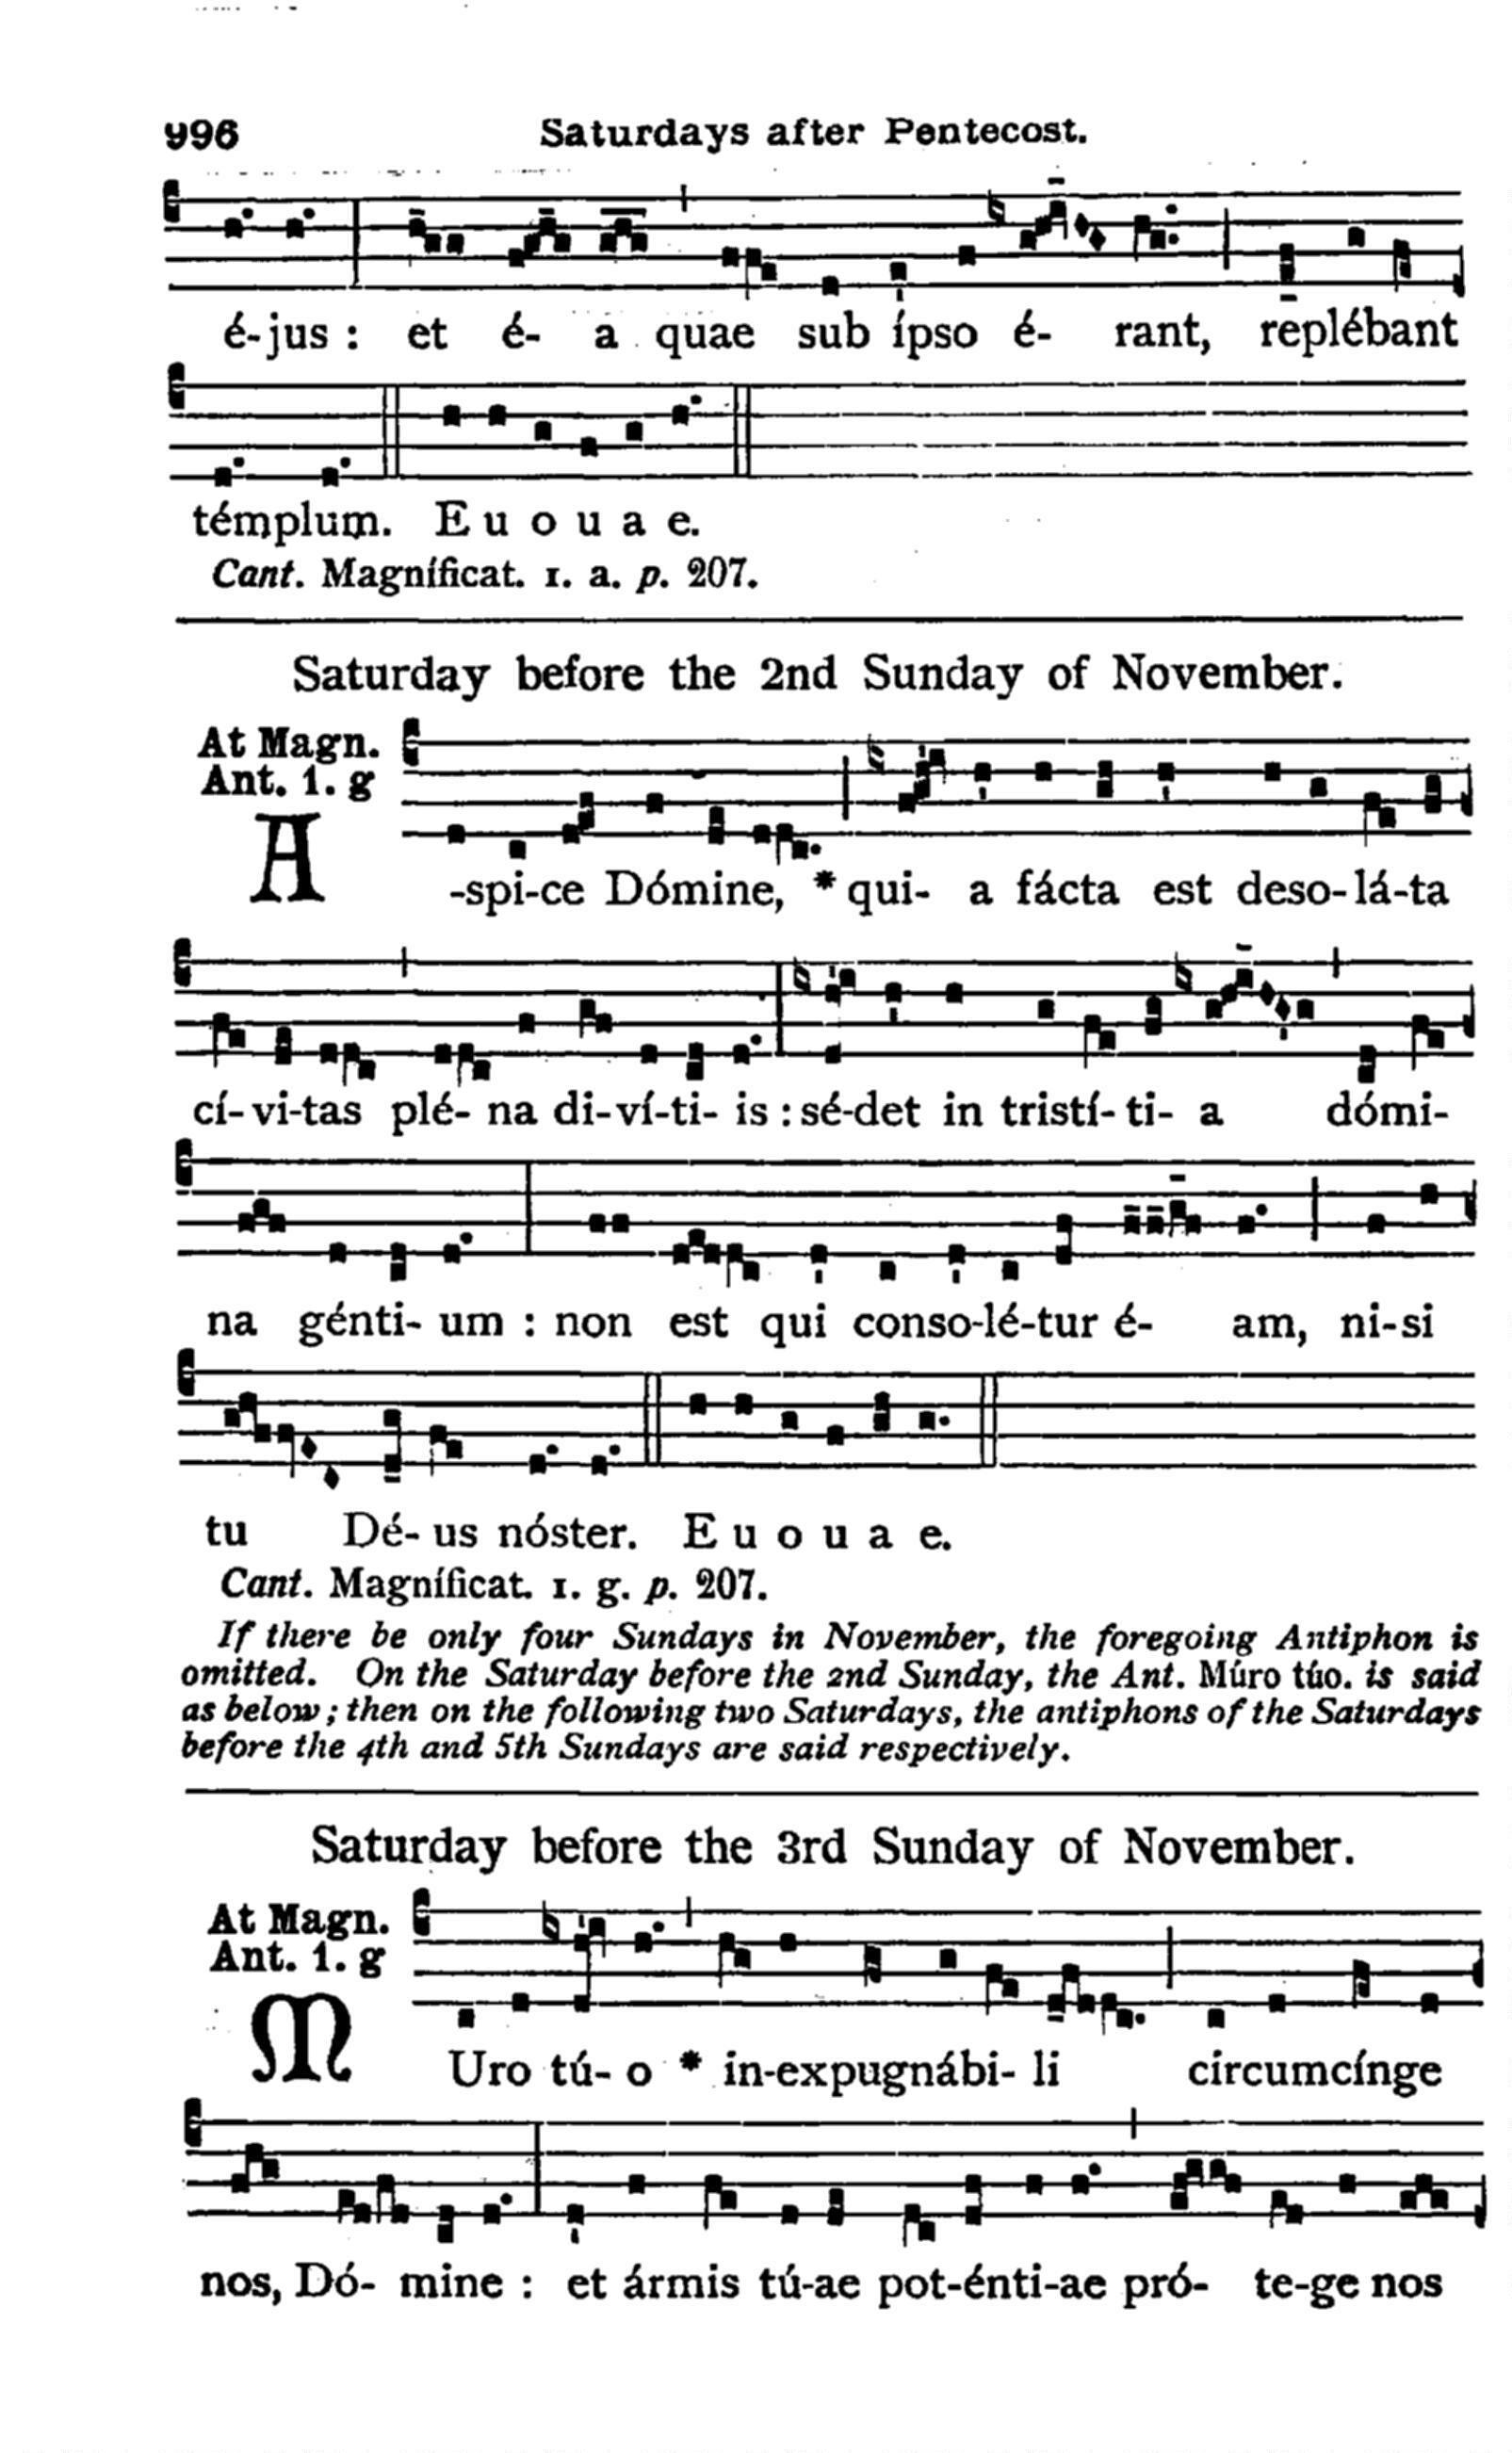 996 Saturdays after Pentecost.
é-jus : et é- a quae sub ípso é- rant, replébant
témplum. E u o u a e.
Cant. Magníficat. 1. a. p. 207.
Saturday before the 2nd Sunday of November.
At Magn.
Ant. 1. g
A -spi-ce Dómine, * qui- a fácta est deso-lá-ta
cí-vi-tas plé- na di-ví-ti- is : sé-det in tristí-ti- a dómi-
na génti- um : non est qui conso-lé-tur é- am, ni-si
tu Dé- us nóster. E u o u a e.
Cant. Magníficat. 1. g. p. 207.
If there be only four Sundays in November, the foregoing Antiphon is
omitted. On the Saturday before the 2nd Sunday, the Ant. Múro túo. is said
as below ; then on the following two Saturdays, the antiphons of the Saturdays
before the 4th and 5th Sundays are said respectively.
Saturday before the 3rd Sunday of November.
At Magn.
Ant. 1. g
M Uro tú- o * in-expugnábi- li circumcínge
nos, Dó- mine : et ármis tú-ae pot-énti-ae pró- te-ge nos